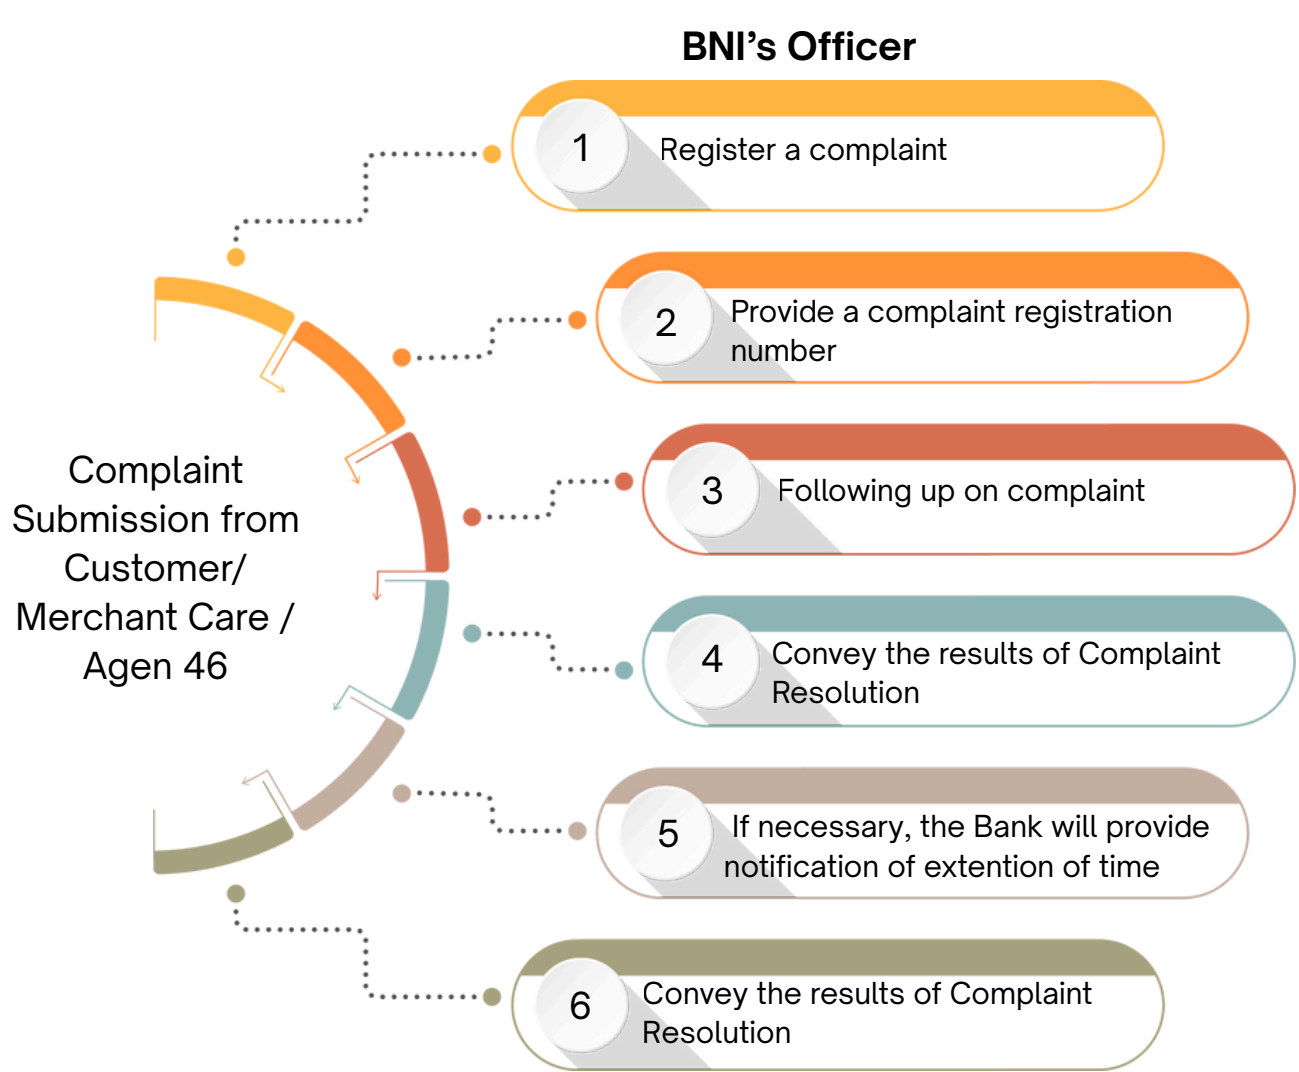 BNI’s Officer
1
Register a complaint
2
Provide a complaint registration
number
Complaint
Submission from
Customer/
Merchant Care /
Agen 46
3
Following up on complaint
4
Convey the results of Complaint
Resolution
5
If necessary, the Bank will provide
notification of extention of time
6
Convey the results of Complaint
Resolution